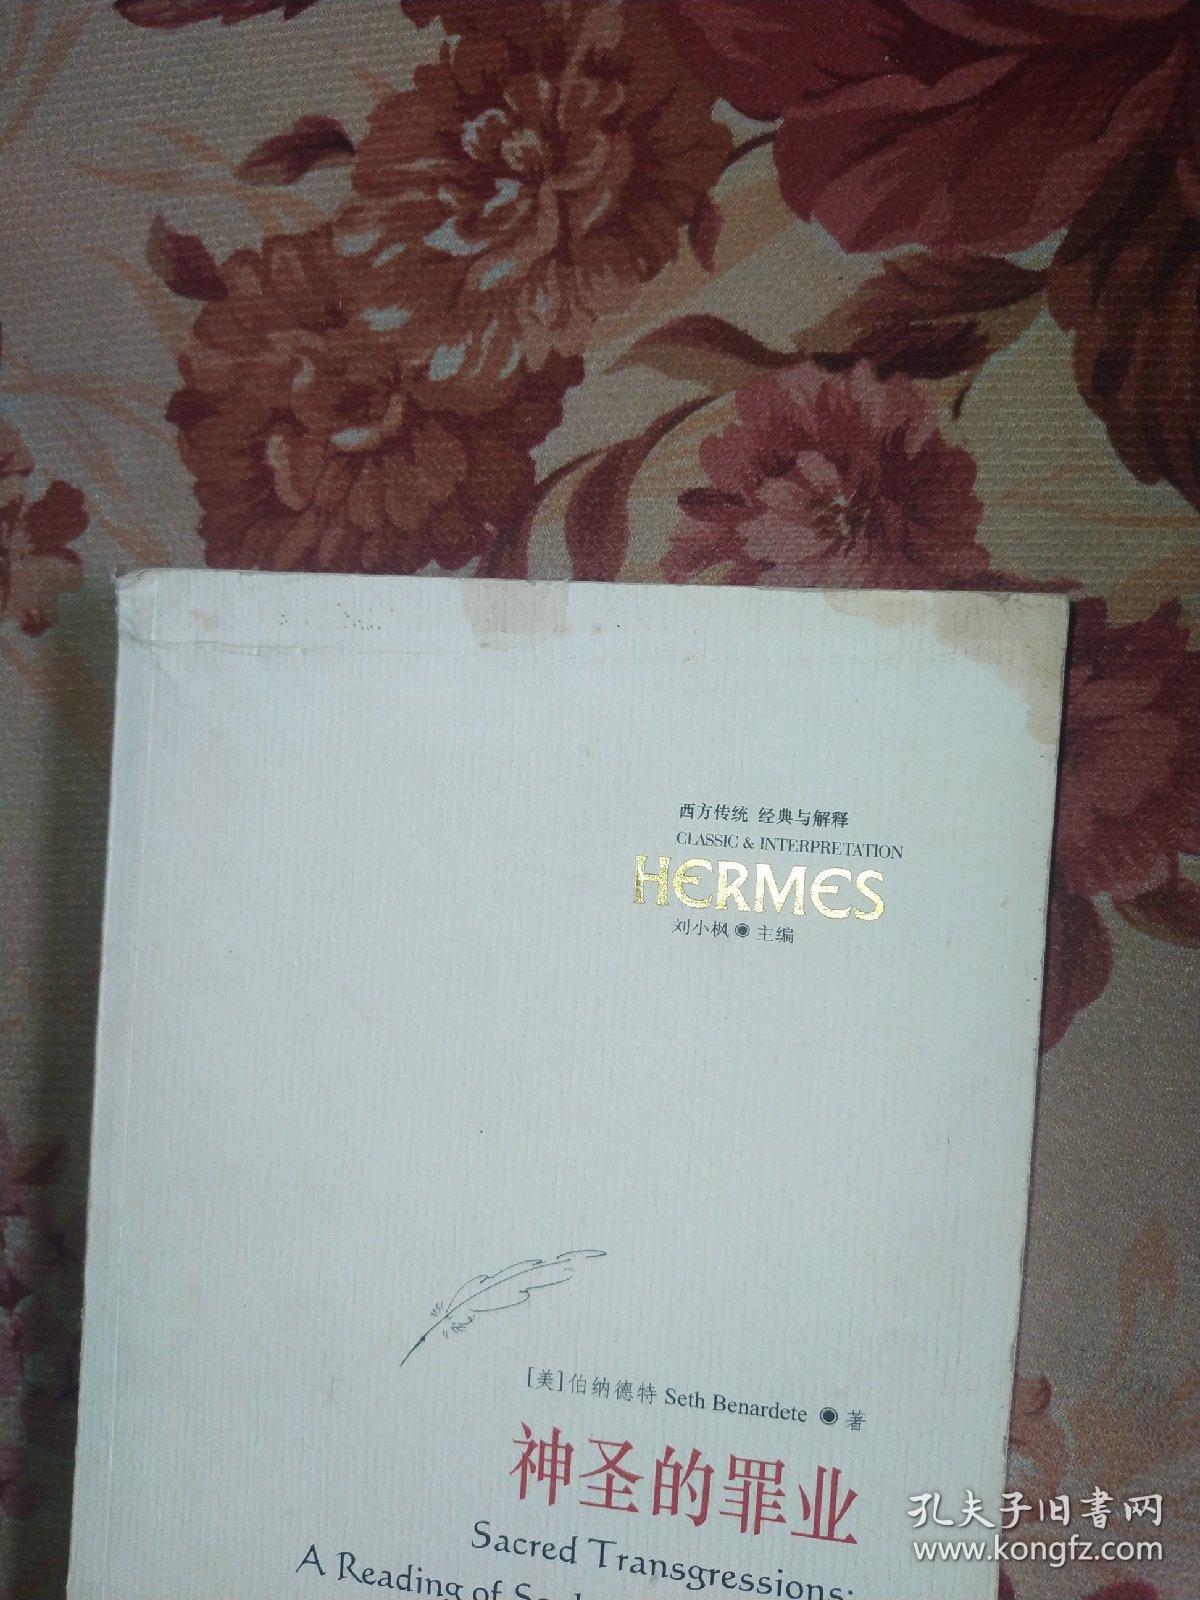 西方传统 经典与解释
CLASSIC & INTERPRETATION
HERMES
刘小枫◉主编
[美]伯纳德特 Seth Benardete ◉ 著
神圣的罪业
Sacred Transgressions:
A Reading of
孔夫子旧书网
www.kongfz.com